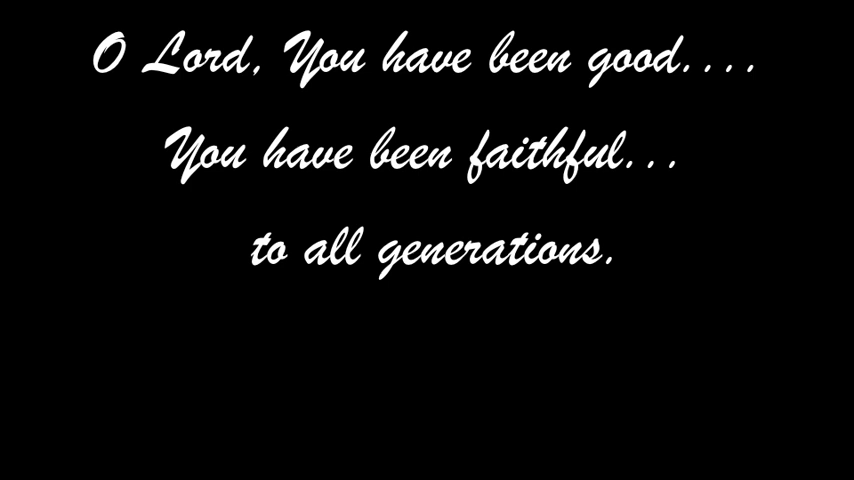 O Lord, You have been good....
You have been faithful...
to all generations.